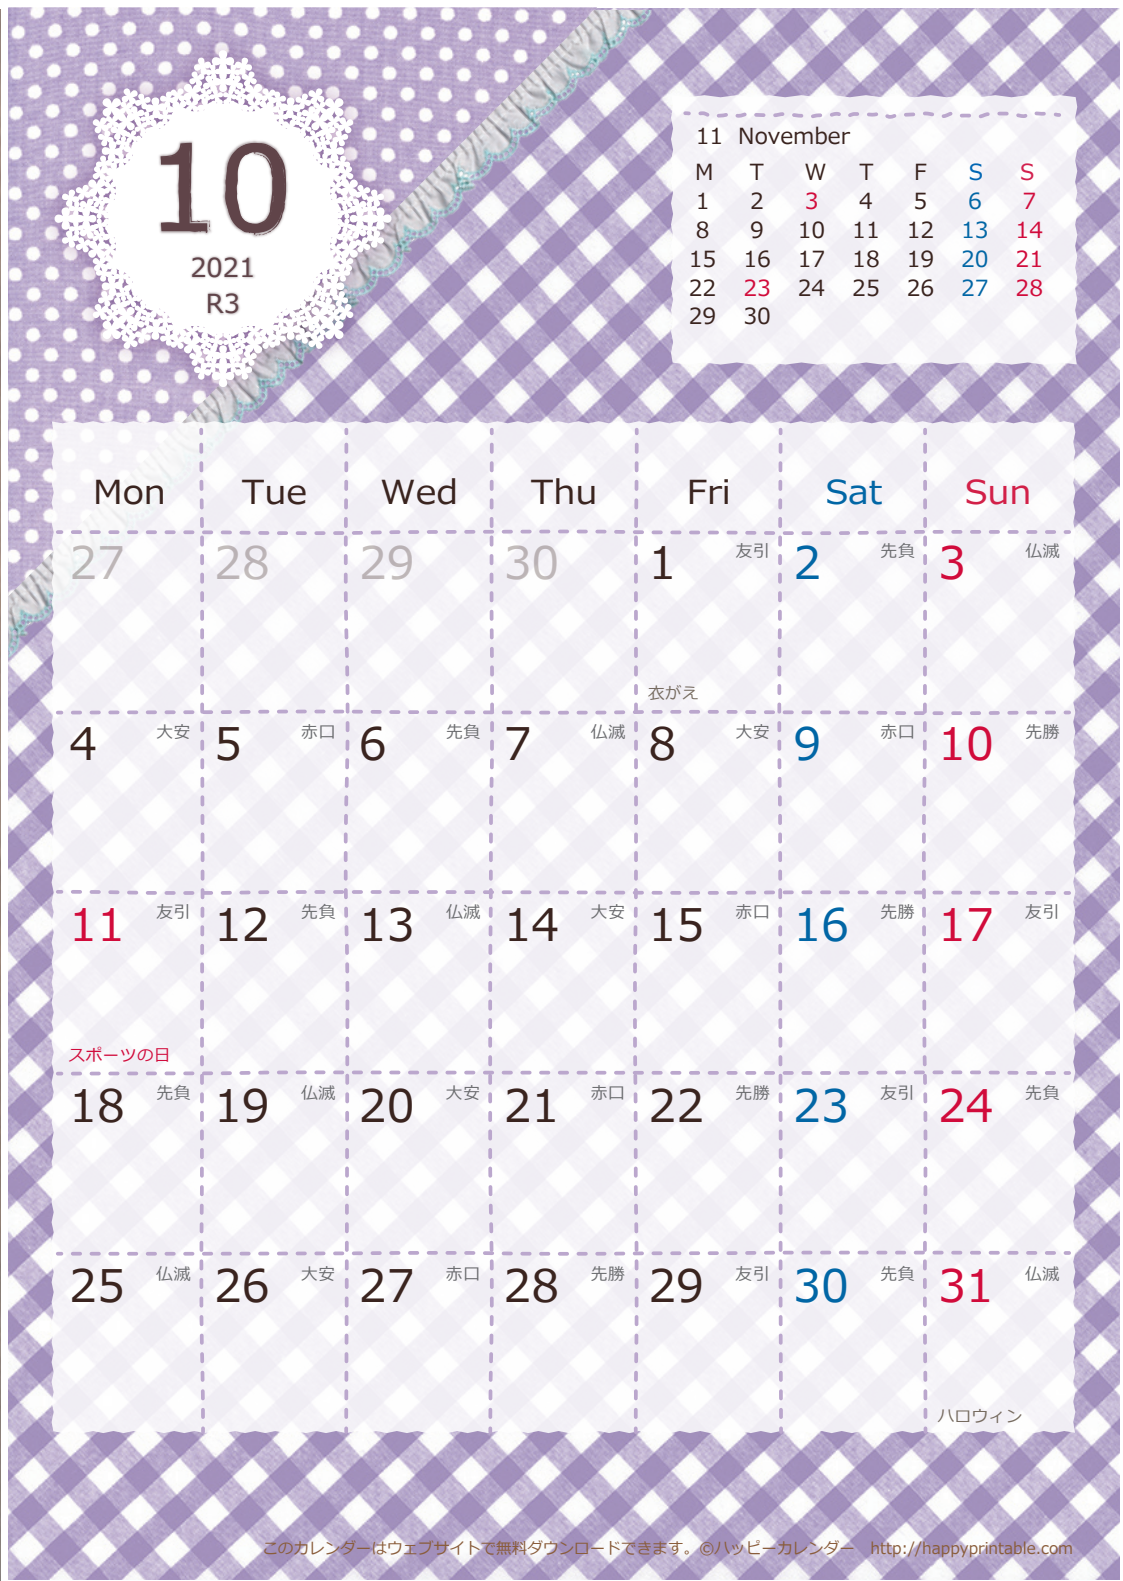 10
2021
R3
11 November
M T W T F S S
1 2 3 4 5 6 7
8 9 10 11 12 13 14
15 16 17 18 19 20 21
22 23 24 25 26 27 28
29 30
Mon Tue Wed Thu Fri Sat Sun
27 28 29 30 1 友引 2 先負 3 仏滅
衣がえ
4 大安 5 赤口 6 先負 7 仏滅 8 大安 9 赤口 10 先勝
11 友引 12 先負 13 仏滅 14 大安 15 赤口 16 先勝 17 友引
スポーツの日
18 先負 19 仏滅 20 大安 21 赤口 22 先勝 23 友引 24 先負
25 仏滅 26 大安 27 赤口 28 先勝 29 友引 30 先負 31 仏滅
ハロウィン
このカレンダーはウェブサイトで無料ダウンロードできます。©ハッピーカレンダー http://happyprintable.com